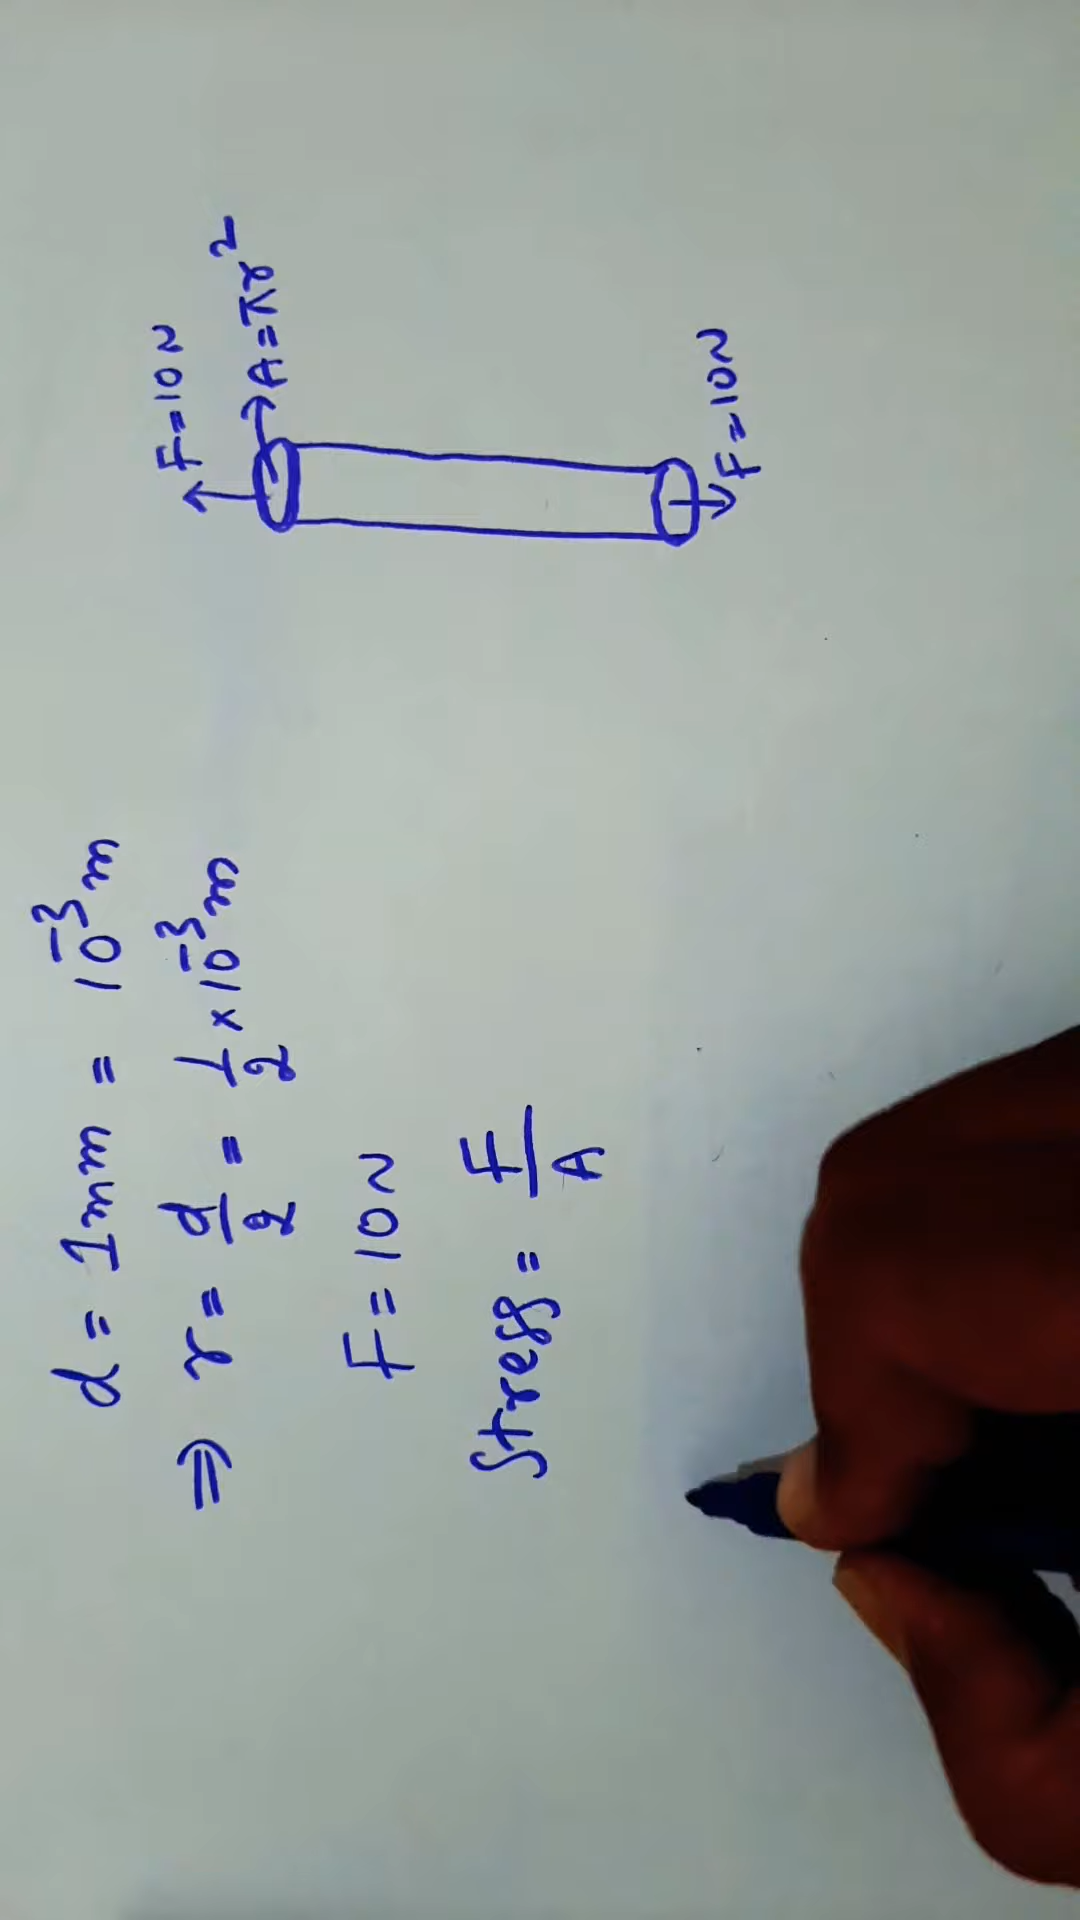 d = 1mm = 10⁻³m
⇒ r = d/2 = 1/2 × 10⁻³m
F = 10N
Stress = F/A
F = 10N
A = πr²
F = 10N